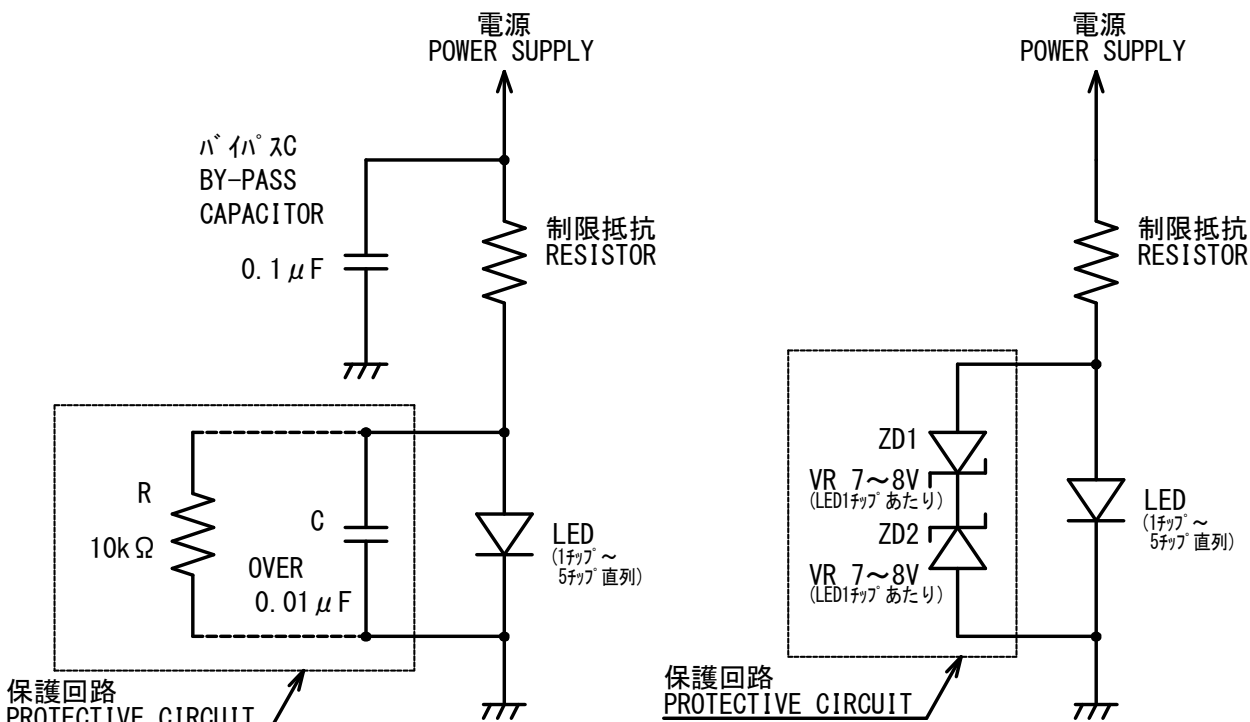 電源
POWER SUPPLY
バイパスC
BY-PASS
CAPACITOR
0.1μF
制限抵抗
RESISTOR
R
10kΩ
C
OVER
0.01μF
LED
(1チップ~
5チップ直列)
保護回路
PROTECTIVE CIRCUIT
電源
POWER SUPPLY
制限抵抗
RESISTOR
ZD1
VR 7~8V
(LED1チップあたり)
ZD2
VR 7~8V
(LED1チップあたり)
LED
(1チップ~
5チップ直列)
保護回路
PROTECTIVE CIRCUIT